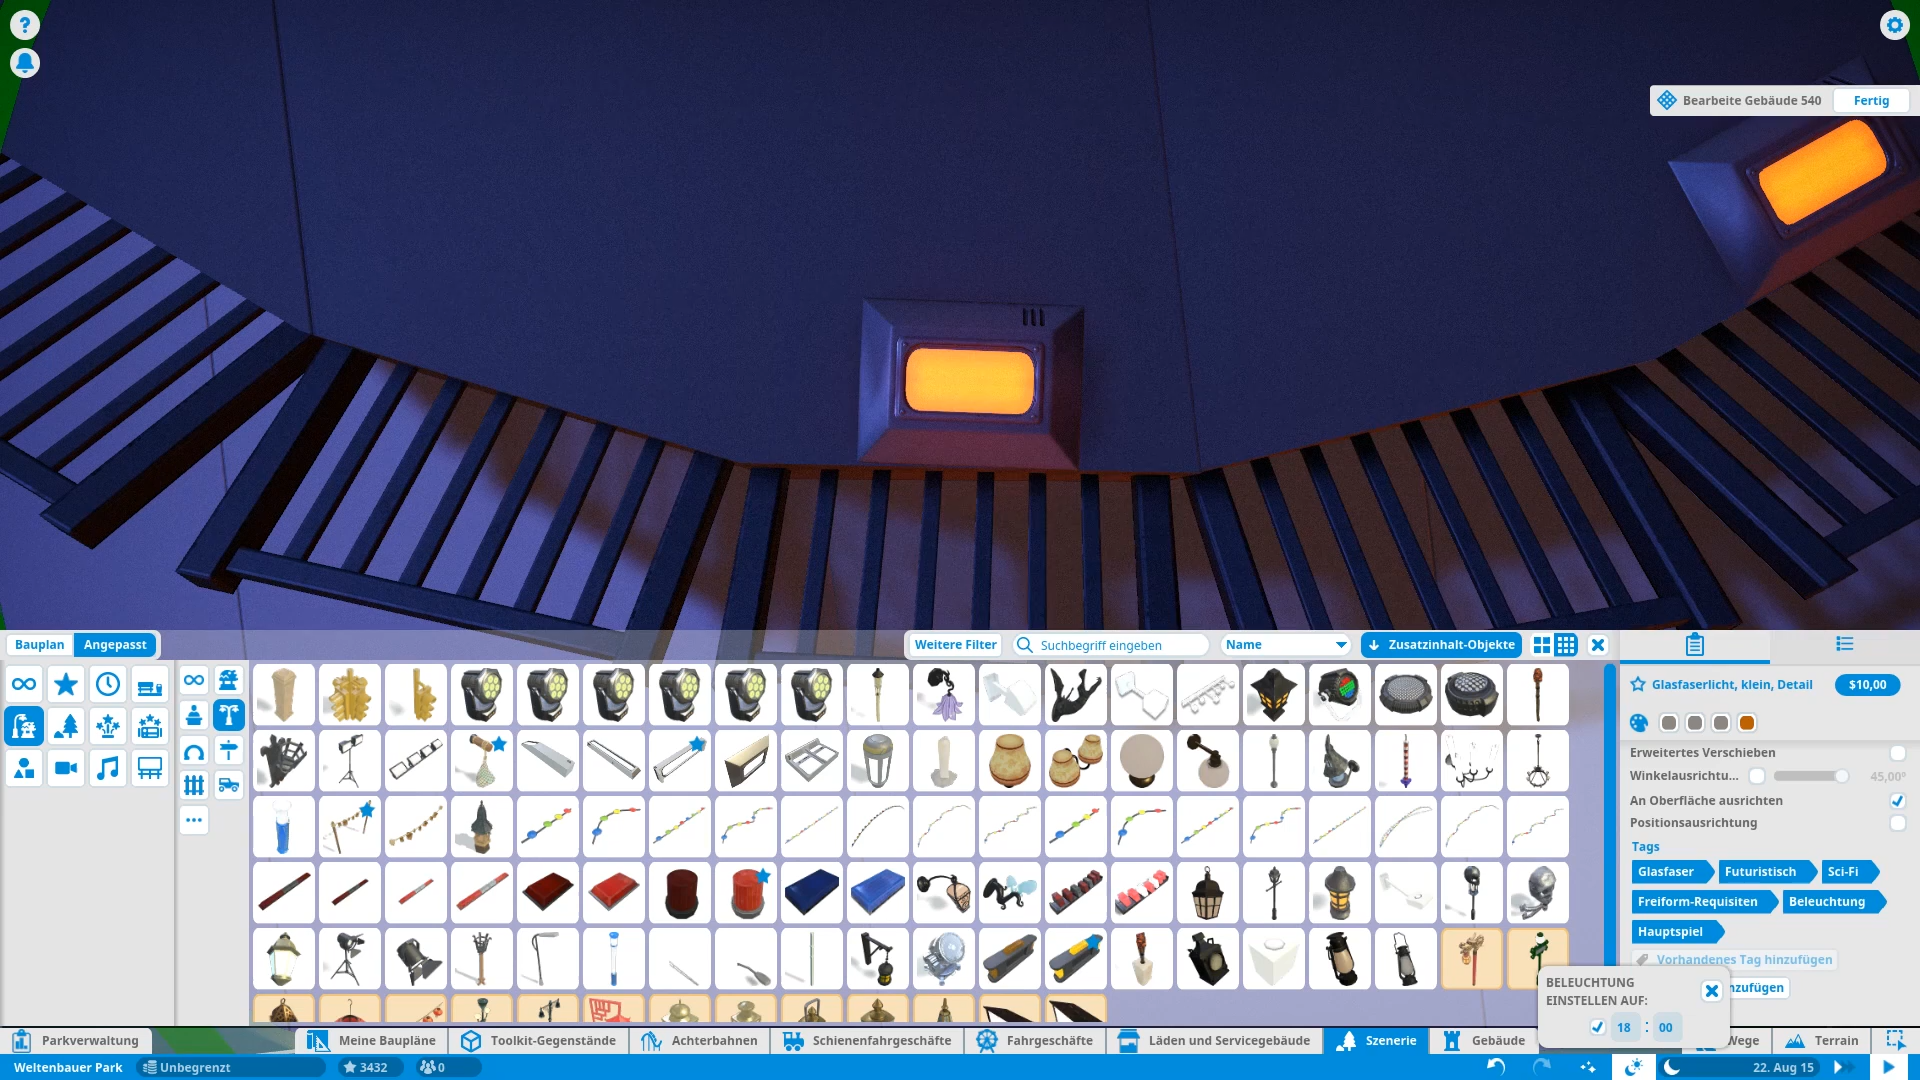 Bearbeite Gebäude 540
Fertig
Bauplan
Angepasst
Weitere Filter
Suchbegriff eingeben
Name
Zusatzinhalt-Objekte
Glasfaserlicht, klein, Detail
$10,00
Erweitertes Verschieben
Winkelausrichtu...
45,00°
An Oberfläche ausrichten
Positionsausrichtung
Tags
Glasfaser
Futuristisch
Sci-Fi
Freiform-Requisiten
Beleuchtung
Hauptspiel
Vorhandenes Tag hinzufügen
nzufügen
BELEUCHTUNG
EINSTELLEN AUF:
18 : 00
Parkverwaltung
Meine Baupläne
Toolkit-Gegenstände
Achterbahnen
Schienenfahrgeschäfte
Fahrgeschäfte
Läden und Servicegebäude
Szenerie
Gebäude
Wege
Terrain
Weltenbauer Park
Unbegrenzt
3432
0
22. Aug 15